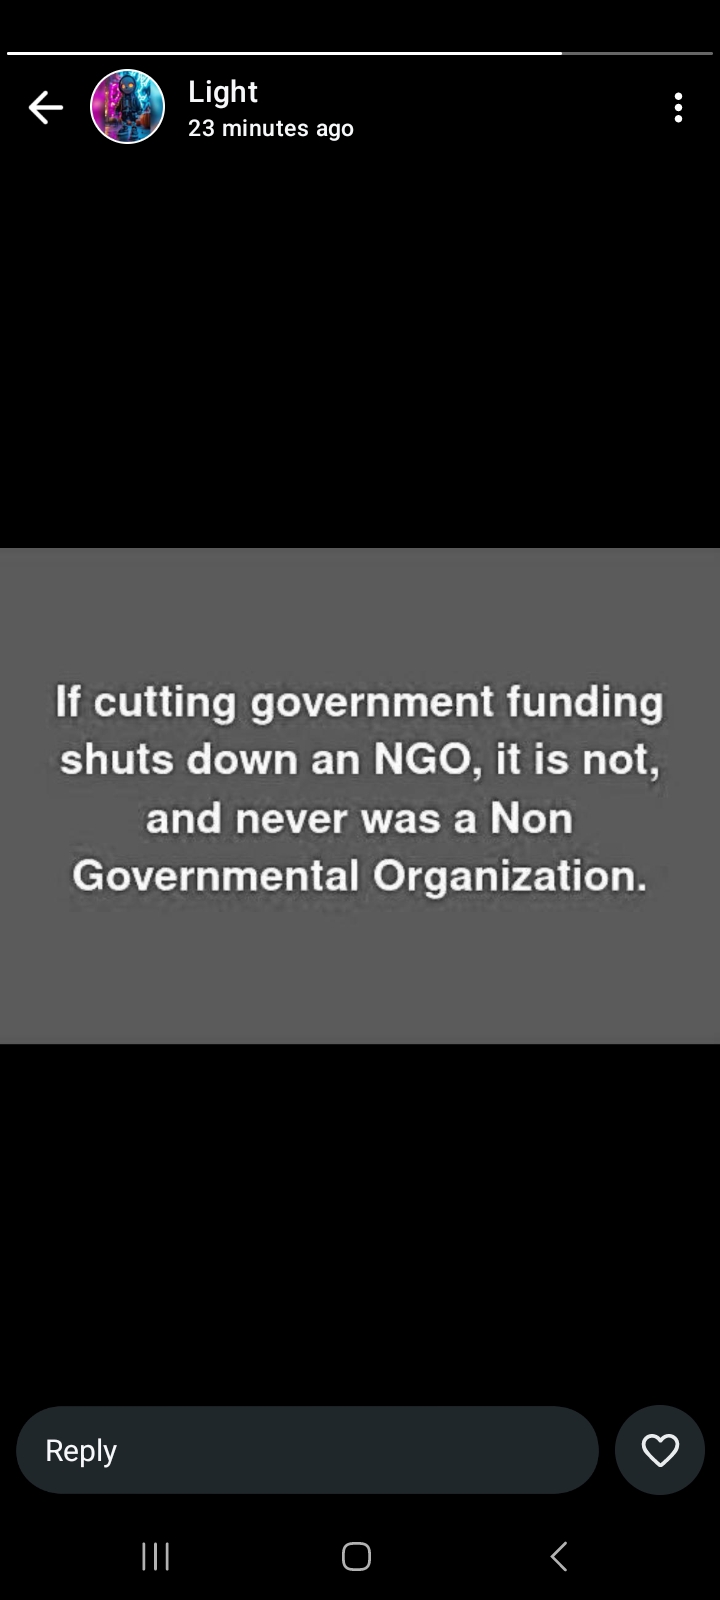 Light
23 minutes ago
If cutting government funding
shuts down an NGO, it is not,
and never was a Non
Governmental Organization.
Reply